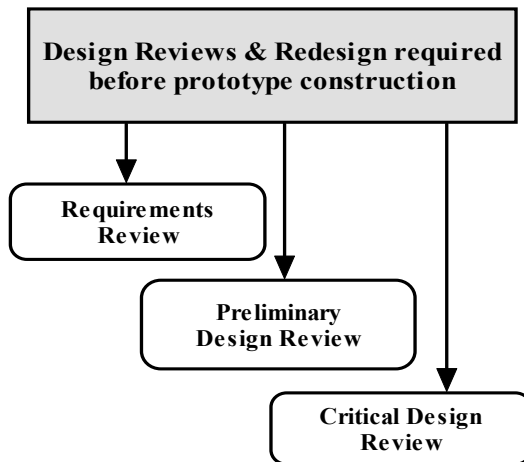 Design Reviews & Redesign required
before prototype construction
Requirements
Review
Preliminary
Design Review
Critical Design
Review